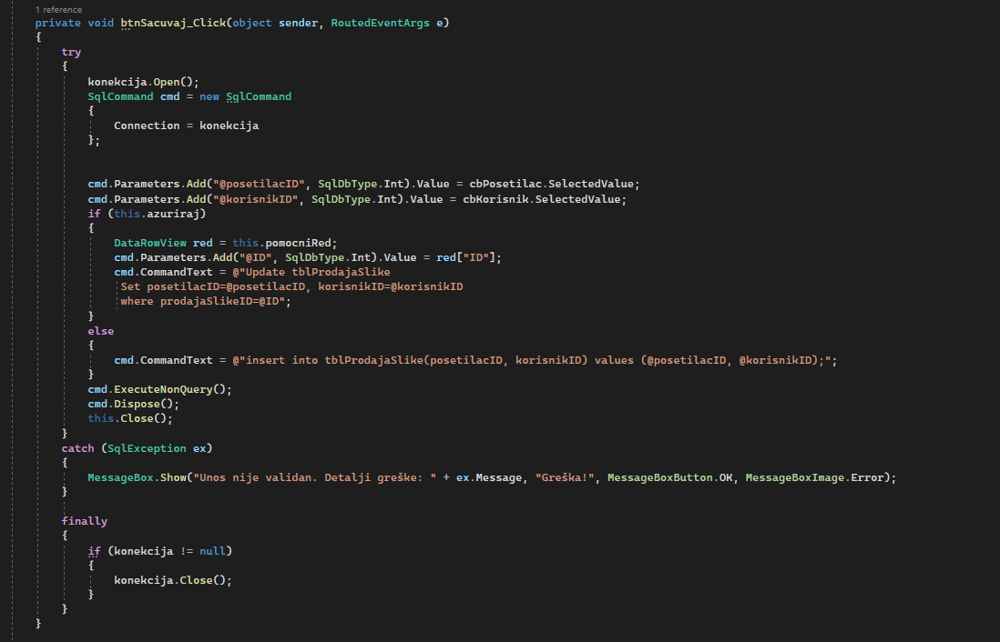 1 reference
private void btnSacuvaj_Click(object sender, RoutedEventArgs e)
{
try
{
konekcija.Open();
SqlCommand cmd = new SqlCommand
{
Connection = konekcija
};
cmd.Parameters.Add("@posetilacID", SqlDbType.Int).Value = cbPosetilac.SelectedValue;
cmd.Parameters.Add("@korisnikID", SqlDbType.Int).Value = cbKorisnik.SelectedValue;
if (this.azuriraj)
{
DataRowView red = this.pomocniRed;
cmd.Parameters.Add("@ID", SqlDbType.Int).Value = red["ID"];
cmd.CommandText = @"Update tblProdajaSlike
Set posetilacID=@posetilacID, korisnikID=@korisnikID
where prodajaSlikeID=@ID";
}
else
{
cmd.CommandText = @"insert into tblProdajaSlike(posetilacID, korisnikID) values (@posetilacID, @korisnikID);";
}
cmd.ExecuteNonQuery();
cmd.Dispose();
this.Close();
}
catch (SqlException ex)
{
MessageBox.Show("Unos nije validan. Detalji greške: " + ex.Message, "Greška!", MessageBoxButton.OK, MessageBoxImage.Error);
}
finally
{
if (konekcija != null)
{
konekcija.Close();
}
}
}